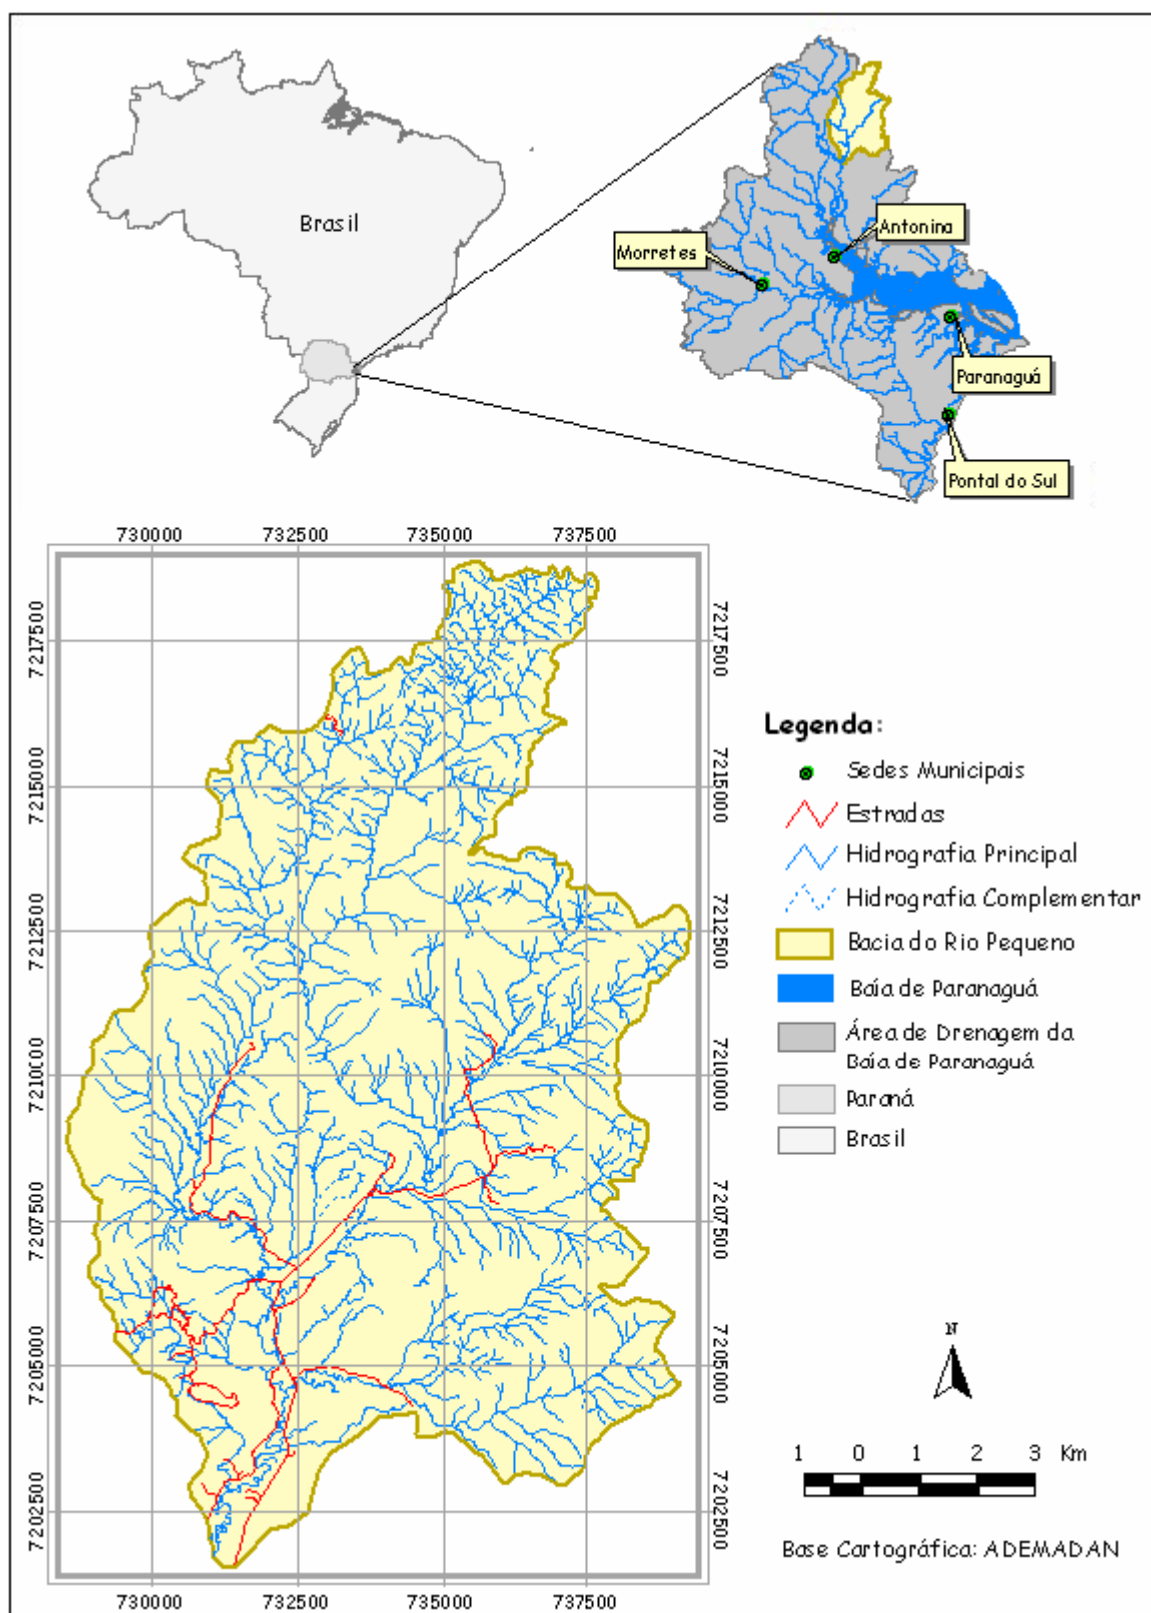 Brasil
Antonina
Morretes
Paranaguá
Pontal do Sul
730000 732500 735000 737500
7217500
7217500
7215000
7215000
7212500
7212500
7210000
7210000
7207500
7207500
7205000
7205000
7202500
7202500
730000 732500 735000 737500
Legenda:
Sedes Municipais
Estradas
Hidrografia Principal
Hidrografia Complementar
Bacia do Rio Pequeno
Baía de Paranaguá
Área de Drenagem da
Baía de Paranaguá
Paraná
Brasil
N
1 0 1 2 3 Km
Base Cartográfica: ADEMADAN